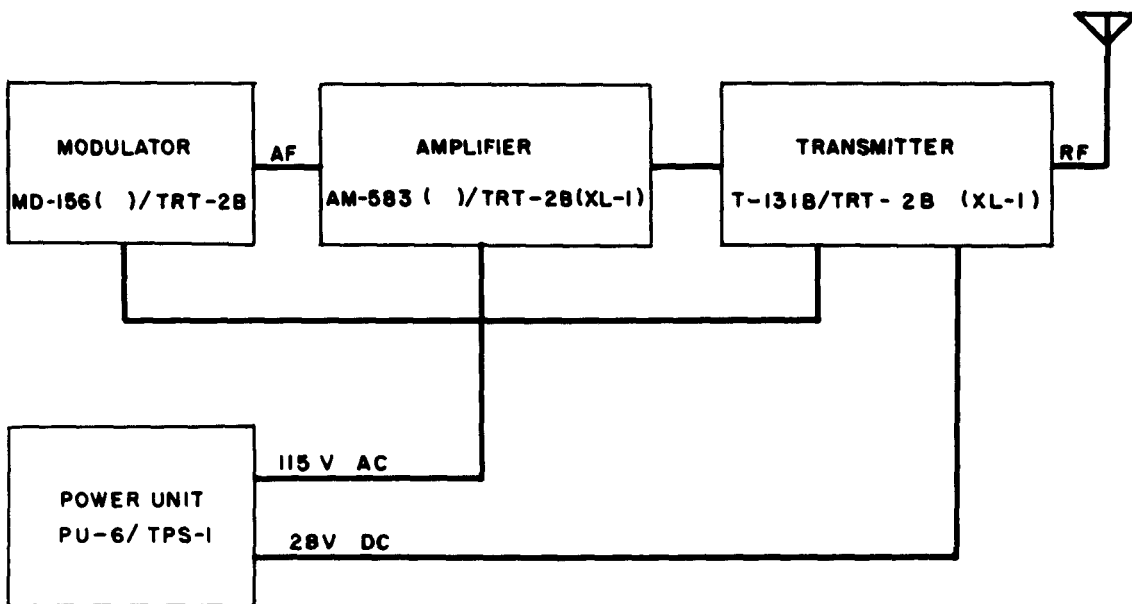 MODULATOR
MD-156( )/TRT-2B
AF
AMPLIFIER
AM-583 ( )/TRT-2B(XL-1)
TRANSMITTER
T-131B/TRT-2B (XL-1)
RF
POWER UNIT
PU-6/TPS-1
115 V AC
28V DC